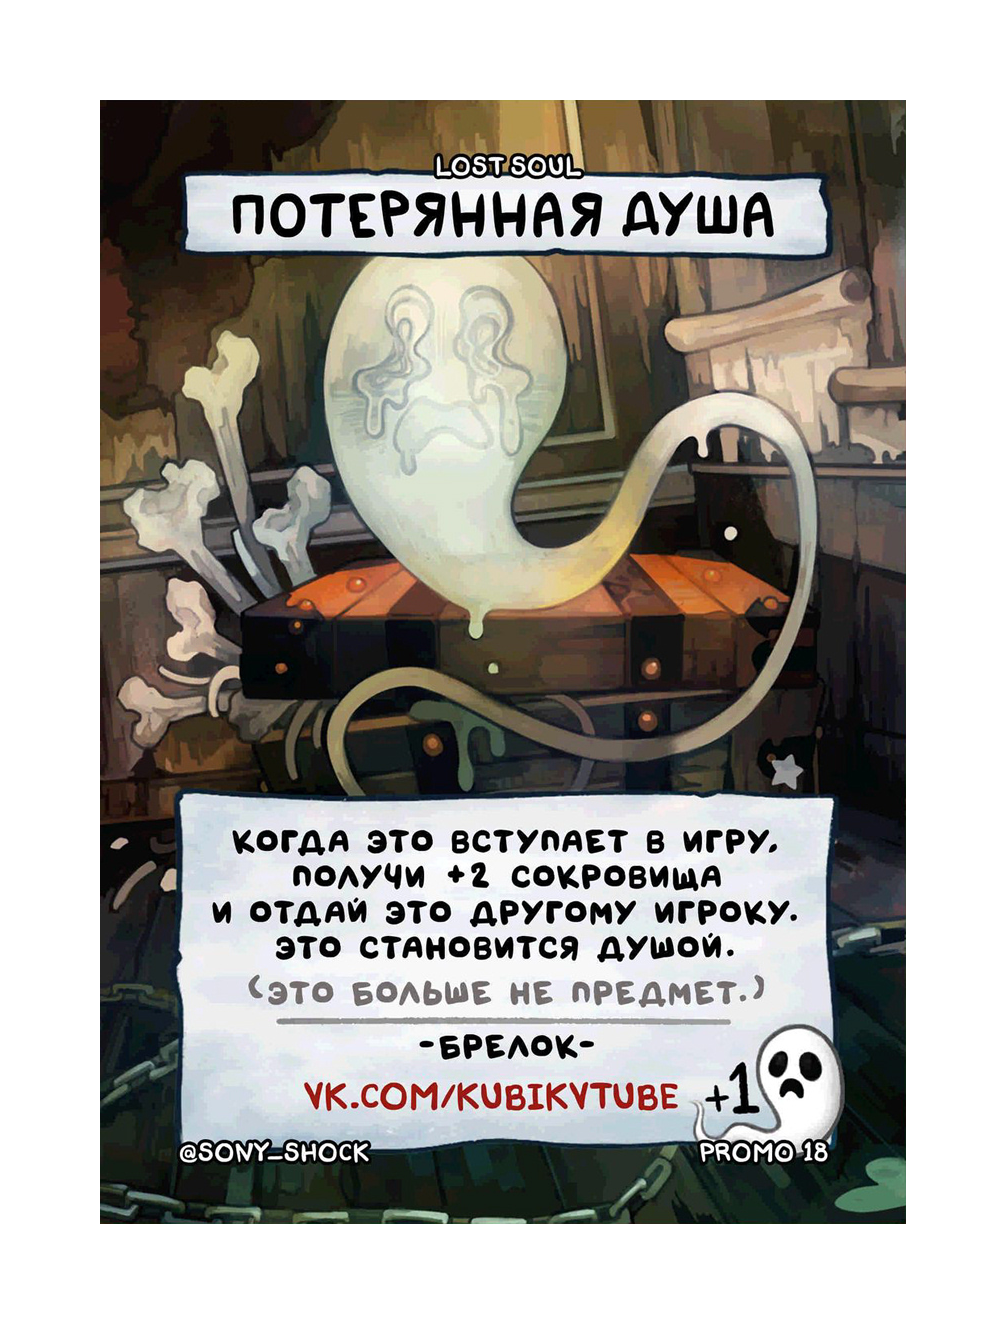 LOST SOUL
ПОТЕРЯННАЯ ДУША
КОГДА ЭТО ВСТУПАЕТ В ИГРУ,
ПОЛУЧИ +2 СОКРОВИЩА
И ОТДАЙ ЭТО ДРУГОМУ ИГРОКУ.
ЭТО СТАНОВИТСЯ ДУШОЙ.
(ЭТО БОЛЬШЕ НЕ ПРЕДМЕТ.)
-БРЕЛОК-
VK.COM/KUBIKVTUBE
+1
@SONY_SHOCK
PROMO 18